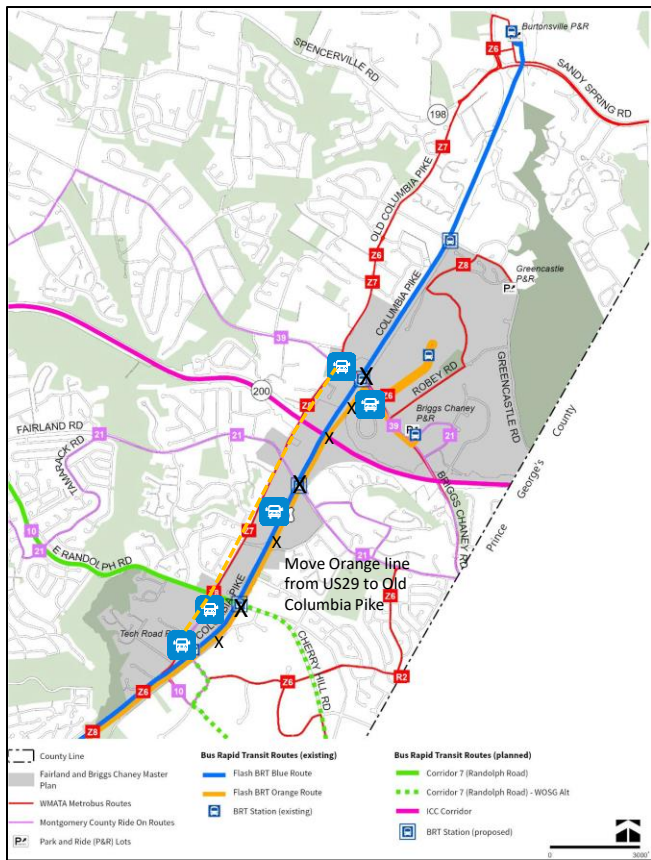 Burtonsville P&R
Z6
SPENCERVILLE RD
SANDY SPRING RD
198
Z7
OLD COLUMBIA PIKE
Z6
Z8
Greencastle
P&R
P
COLUMBIA PIKE
Z7
39
X
Z6
ROBEY RD
GREENCASTLE RD
200
X
Briggs Chaney
P&R
39
P
21
X
FAIRLAND RD
21
21
TAMARACK RD
X
BRIGGS CHANEY RD
Prince George's County
Z7
X
10
21
E RANDOLPH RD
Move Orange line
from US29 to Old
Columbia Pike
Z6
X
COLUMBIA PIKE
Tech Road P
X
CHERRY HILL RD
10
Z6
R2
Z6
Z8
County Line
Fairland and Briggs Chaney Master
Plan
WMATA Metrobus Routes
Montgomery County Ride On Routes
P Park and Ride (P&R) Lots
Bus Rapid Transit Routes (existing)
Flash BRT Blue Route
Flash BRT Orange Route
BRT Station (existing)
Bus Rapid Transit Routes (planned)
Corridor 7 (Randolph Road)
Corridor 7 (Randolph Road) - WOSG Alt
ICC Corridor
BRT Station (proposed)
0 3000'